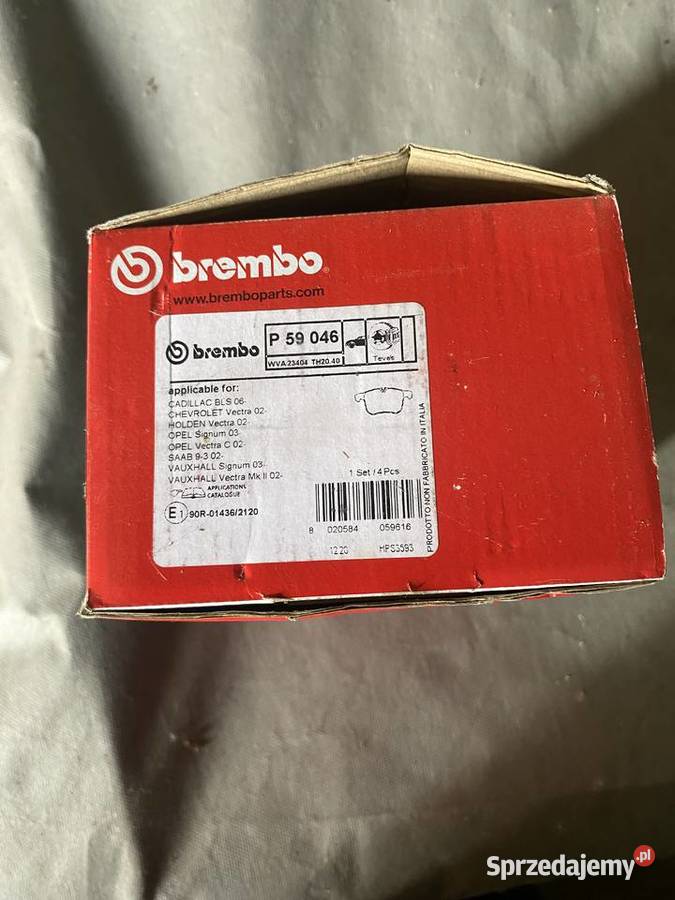 brembo
www.bremboparts.com
brembo
P 59 046
WVA 23404 TH20.40
Teves
applicable for:
CADILLAC BLS 06-
CHEVROLET Vectra 02-
HOLDEN Vectra 02-
OPEL Signum 03-
OPEL Vectra C 02-
SAAB 9-3 02-
VAUXHALL Signum 03-
VAUXHALL Vectra Mk II 02-
APPLICATIONS
CATALOGUE
1 Set / 4 Pcs
E1 90R-01436/2120
8 020584 059616
12 20 HPS3593
PRODOTTO NON FABBRICATO IN ITALIA
Sprzedajemy.pl